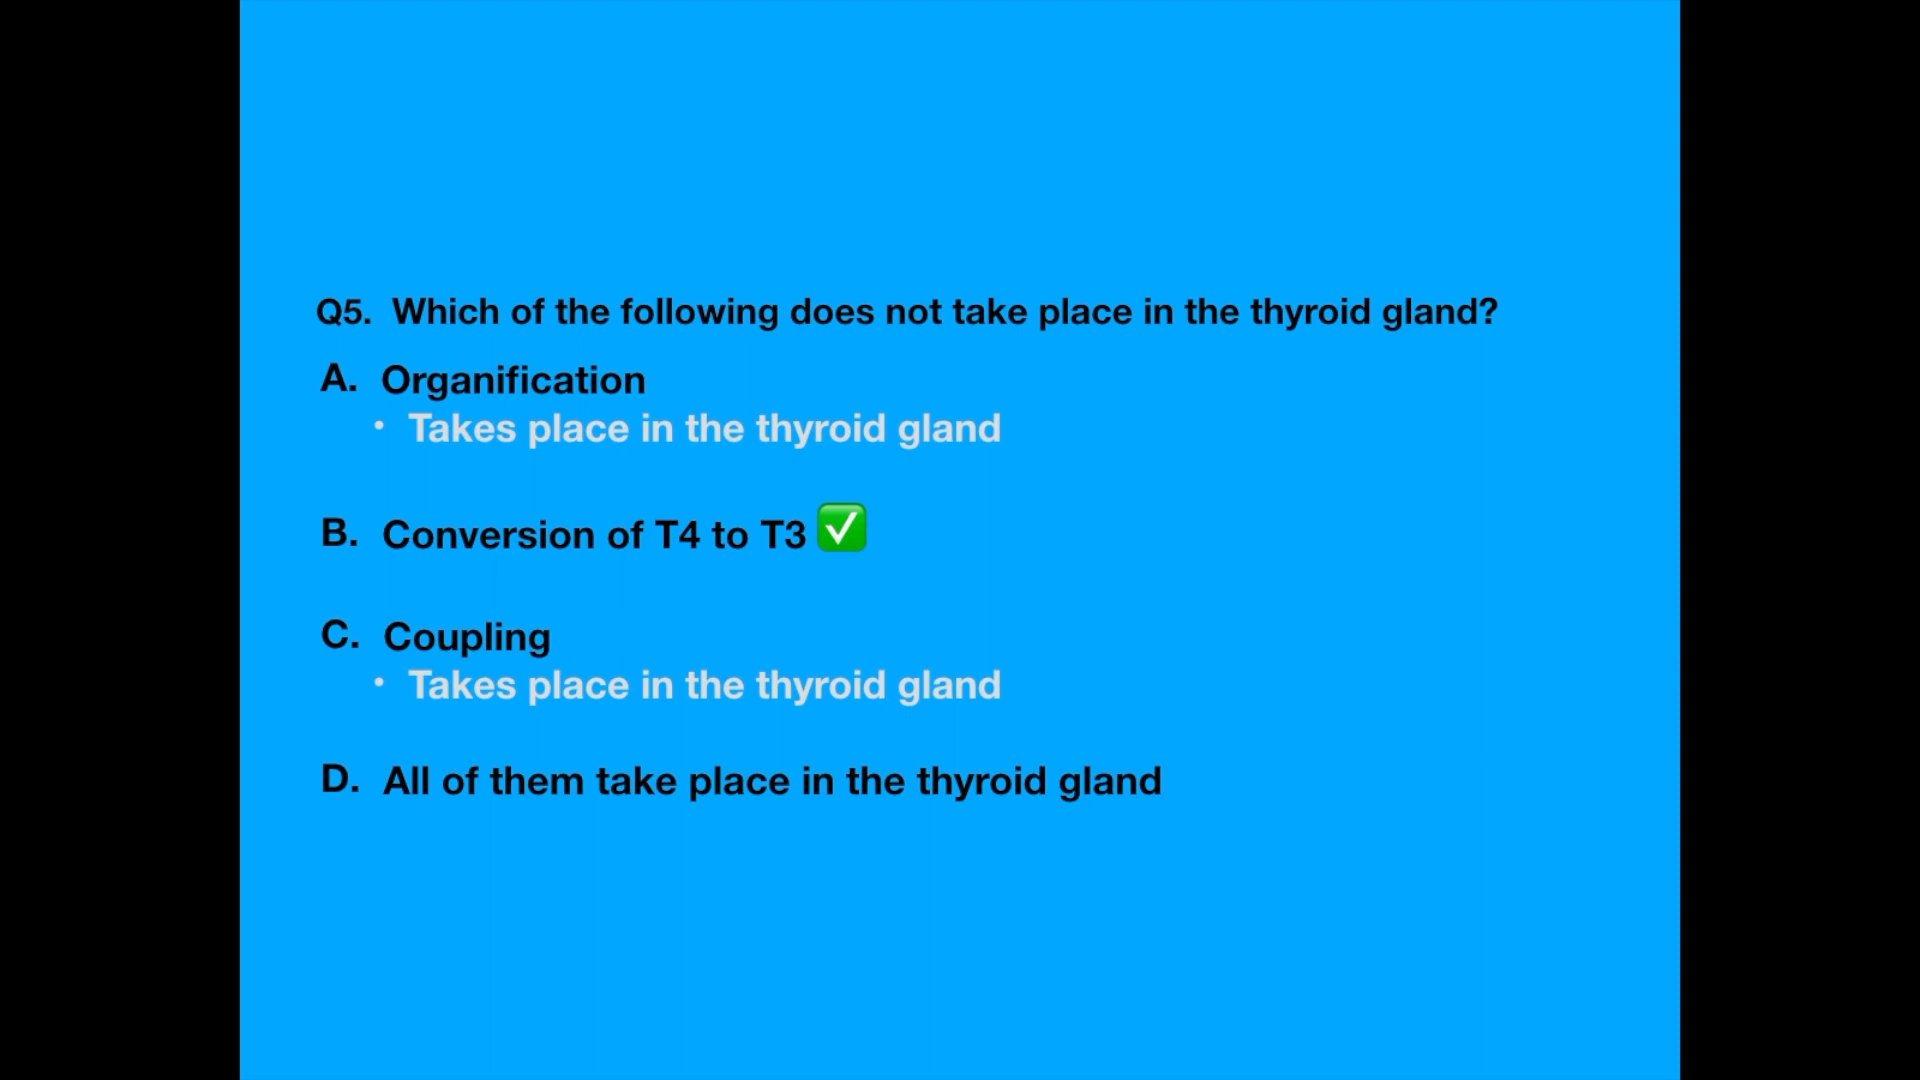 Q5. Which of the following does not take place in the thyroid gland?
A. Organification
• Takes place in the thyroid gland
B. Conversion of T4 to T3 ✅
C. Coupling
• Takes place in the thyroid gland
D. All of them take place in the thyroid gland